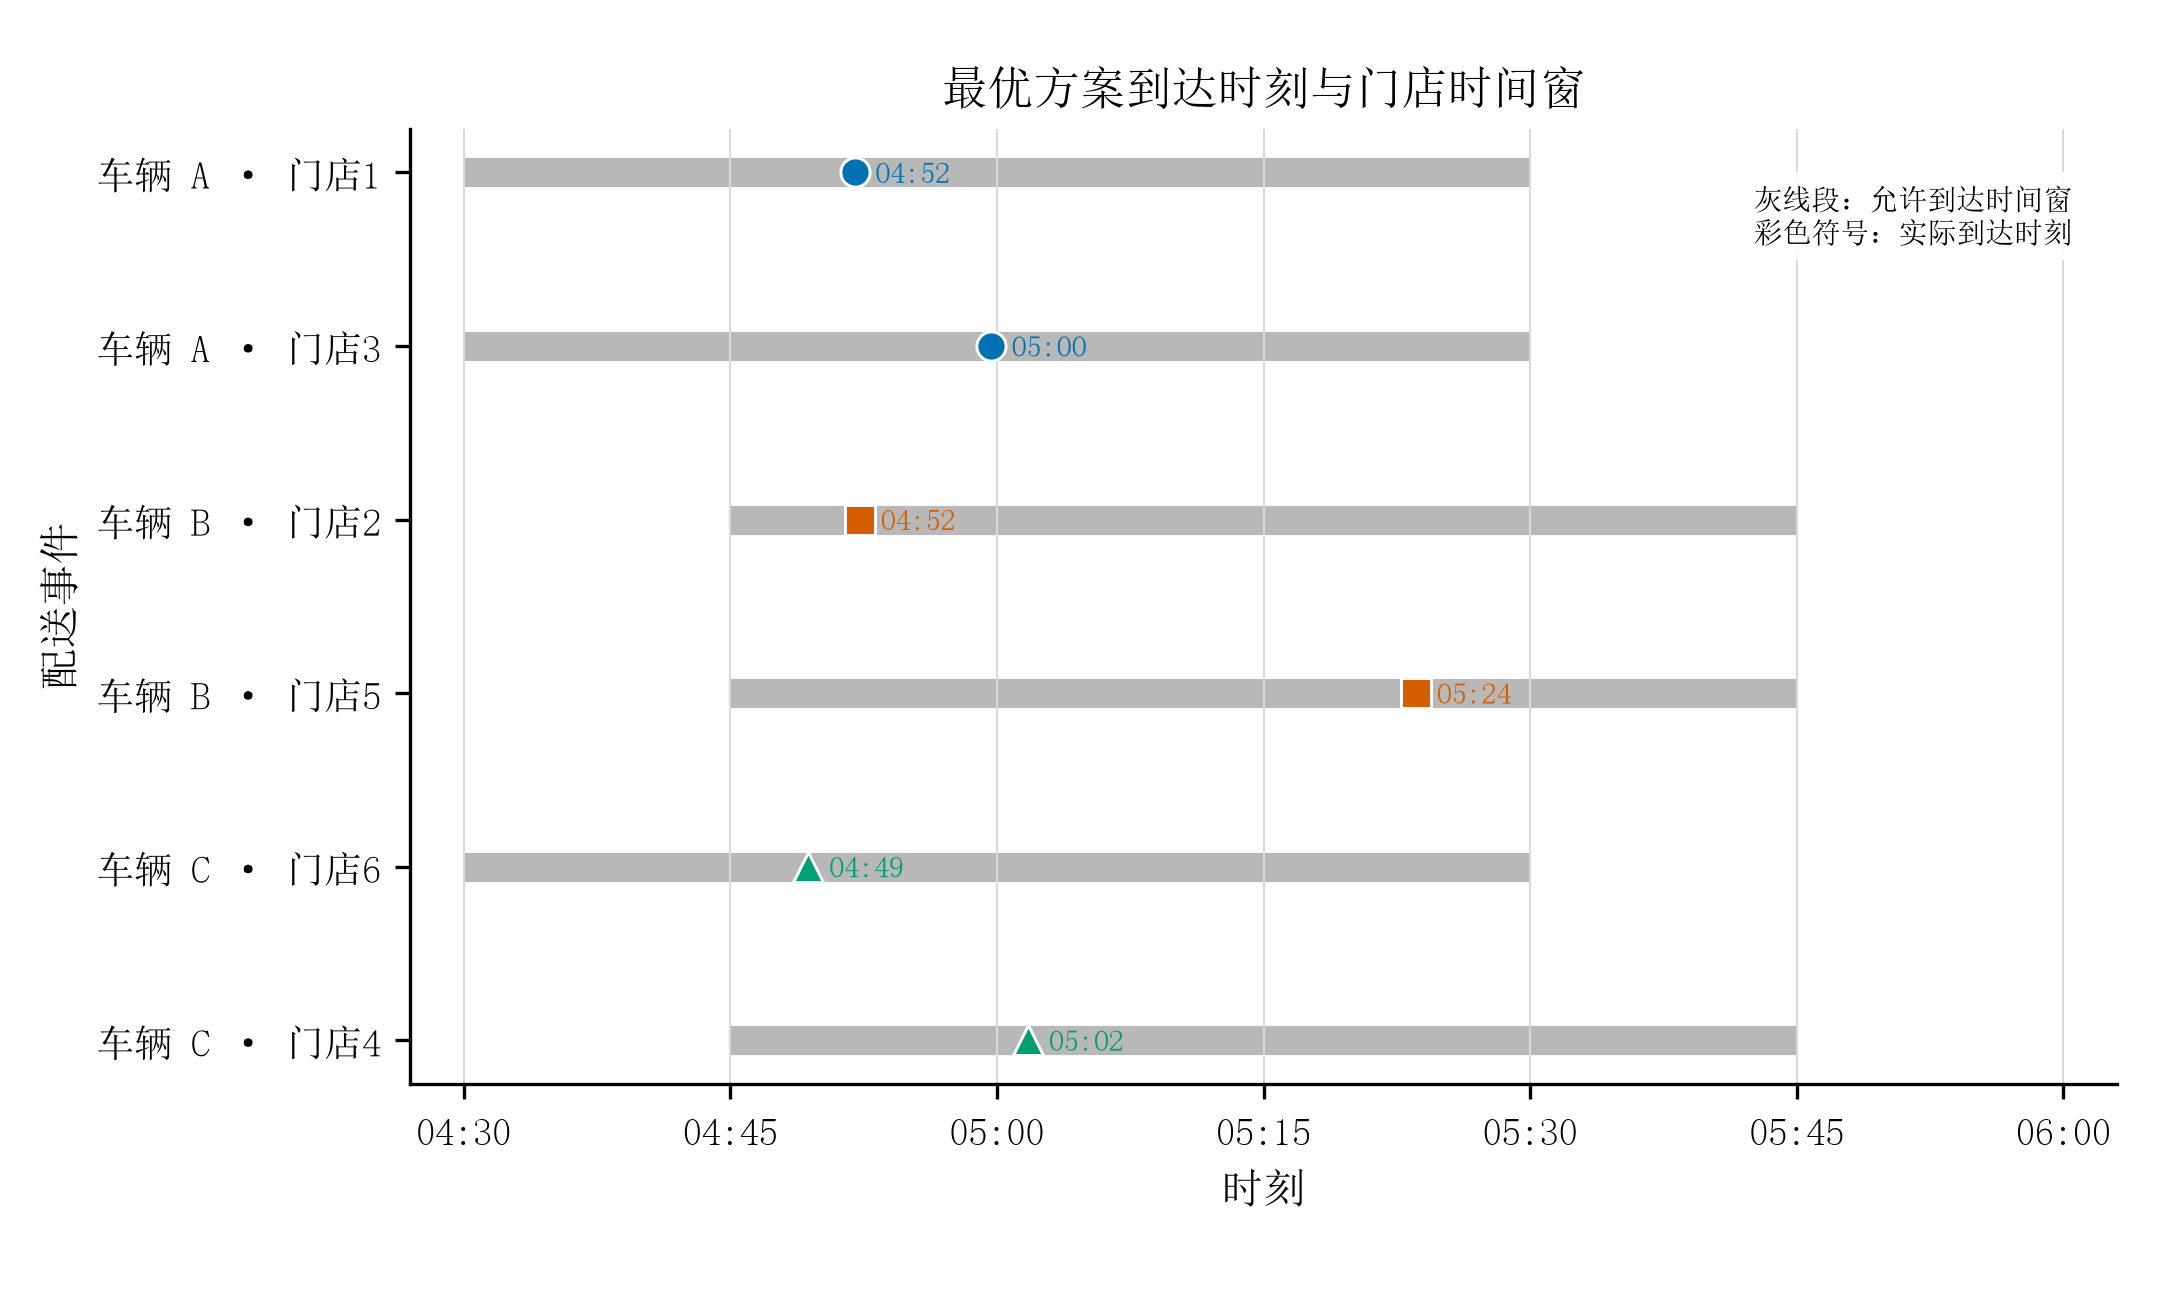 最优方案到达时刻与门店时间窗
灰线段：允许到达时间窗
彩色符号：实际到达时刻
配送事件
车辆 A · 门店1
04:52
车辆 A · 门店3
05:00
车辆 B · 门店2
04:52
车辆 B · 门店5
05:24
车辆 C · 门店6
04:49
车辆 C · 门店4
05:02
04:30 04:45 05:00 05:15 05:30 05:45 06:00
时刻